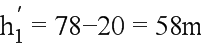 h₁′ = 78−20 = 58m